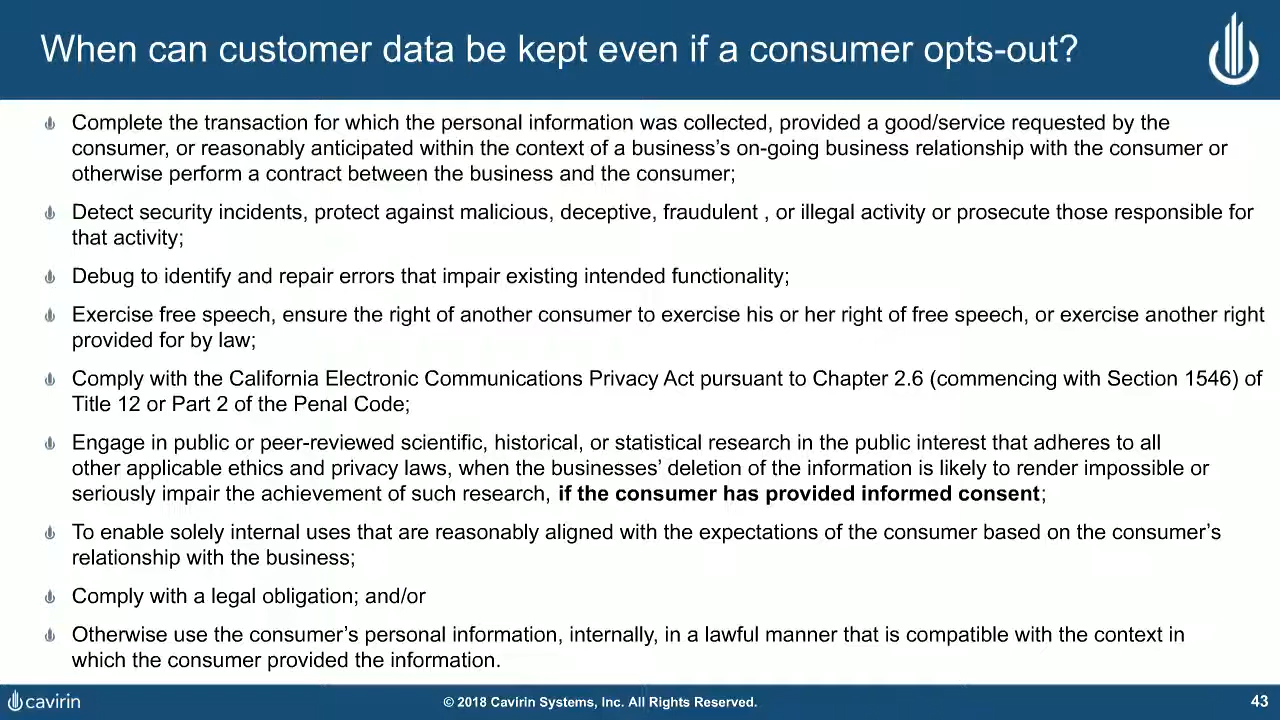 When can customer data be kept even if a consumer opts-out?
Complete the transaction for which the personal information was collected, provided a good/service requested by the
consumer, or reasonably anticipated within the context of a business's on-going business relationship with the consumer or
otherwise perform a contract between the business and the consumer;
Detect security incidents, protect against malicious, deceptive, fraudulent , or illegal activity or prosecute those responsible for
that activity;
Debug to identify and repair errors that impair existing intended functionality;
Exercise free speech, ensure the right of another consumer to exercise his or her right of free speech, or exercise another right
provided for by law;
Comply with the California Electronic Communications Privacy Act pursuant to Chapter 2.6 (commencing with Section 1546) of
Title 12 or Part 2 of the Penal Code;
Engage in public or peer-reviewed scientific, historical, or statistical research in the public interest that adheres to all
other applicable ethics and privacy laws, when the businesses' deletion of the information is likely to render impossible or
seriously impair the achievement of such research, if the consumer has provided informed consent;
To enable solely internal uses that are reasonably aligned with the expectations of the consumer based on the consumer's
relationship with the business;
Comply with a legal obligation; and/or
Otherwise use the consumer's personal information, internally, in a lawful manner that is compatible with the context in
which the consumer provided the information.
cavirin
© 2018 Cavirin Systems, Inc. All Rights Reserved.
43